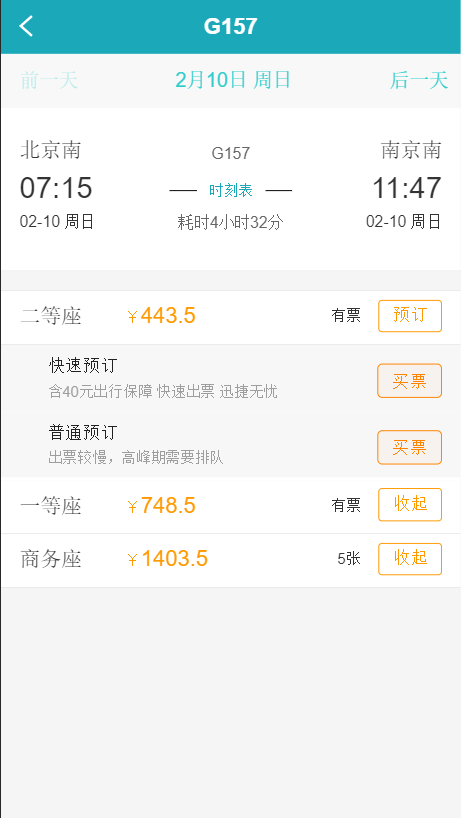 G157
前一天 2月10日 周日 后一天
北京南 G157 南京南
07:15 时刻表 11:47
02-10 周日 耗时4小时32分 02-10 周日
二等座 ￥443.5 有票 预订
快速预订
含40元出行保障 快速出票 迅捷无忧
买票
普通预订
出票较慢，高峰期需要排队
买票
一等座 ￥748.5 有票 收起
商务座 ￥1403.5 5张 收起